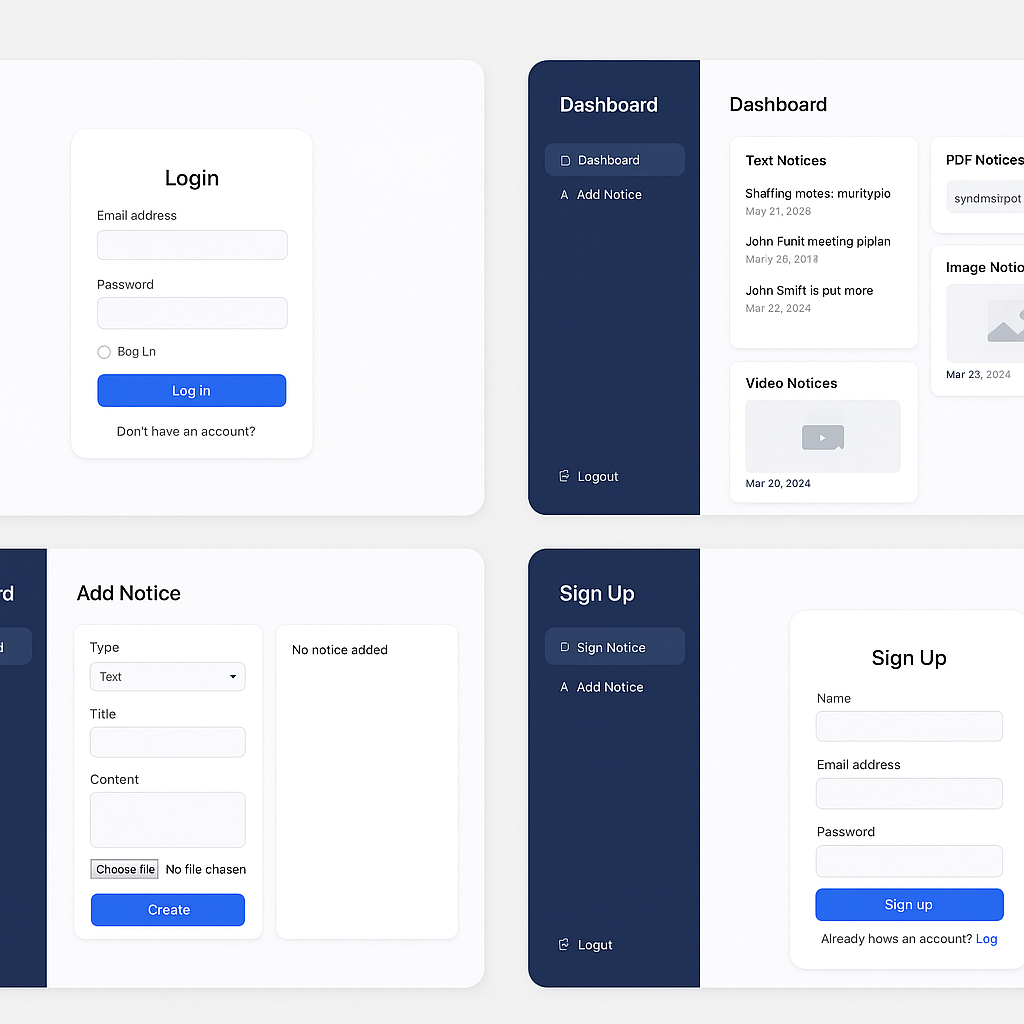 Login
Email address
Password
Bog Ln
Log in
Don't have an account?
Dashboard
Dashboard
Add Notice
Logout
Dashboard
Text Notices
Shaffing motes: muritypio
May 21, 2026
John Funit meeting piplan
Mariy 26, 2018
John Smift is put more
Mar 22, 2024
Video Notices
Mar 20, 2024
PDF Notices
syndmsirpot
Image Notic
Mar 23, 2024
rd
d
Add Notice
Type
Text
Title
Content
Choose file No file chasen
Create
No notice added
Sign Up
D Sign Notice
A Add Notice
Logut
Sign Up
Name
Email address
Password
Sign up
Already hows an account? Log